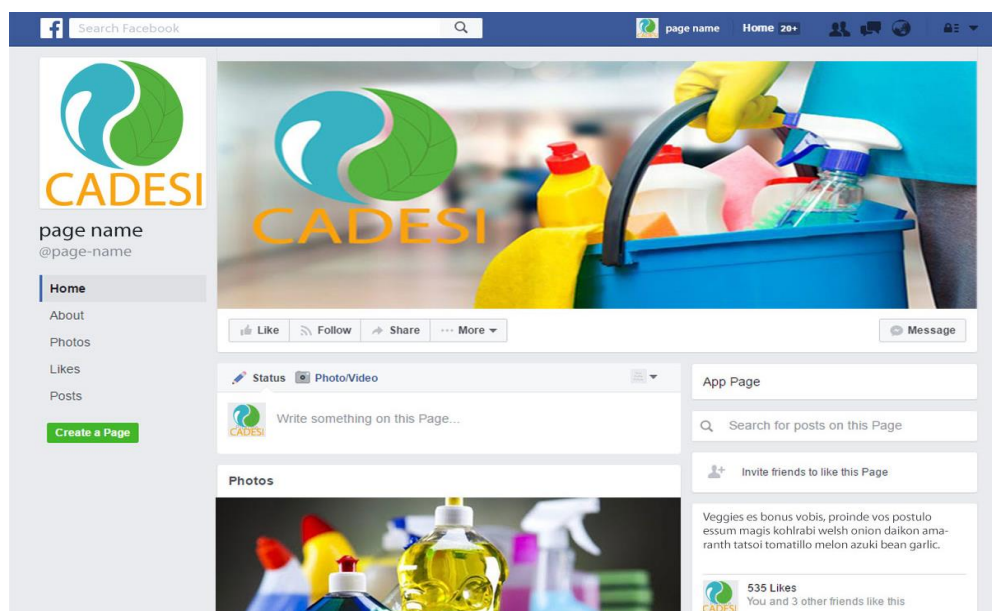 Search Facebook
page name
Home 20+
CADESI
CADESI
page name
@page-name
Home
About
Photos
Likes
Posts
Create a Page
Like
Follow
Share
··· More
Message
Status
Photo/Video
CADESI
Write something on this Page...
Photos
App Page
Search for posts on this Page
Invite friends to like this Page
Veggies es bonus vobis, proinde vos postulo
essum magis kohlrabi welsh onion daikon ama-
ranth tatsoi tomatillo melon azuki bean garlic.
535 Likes
You and 3 other friends like this
CADESI